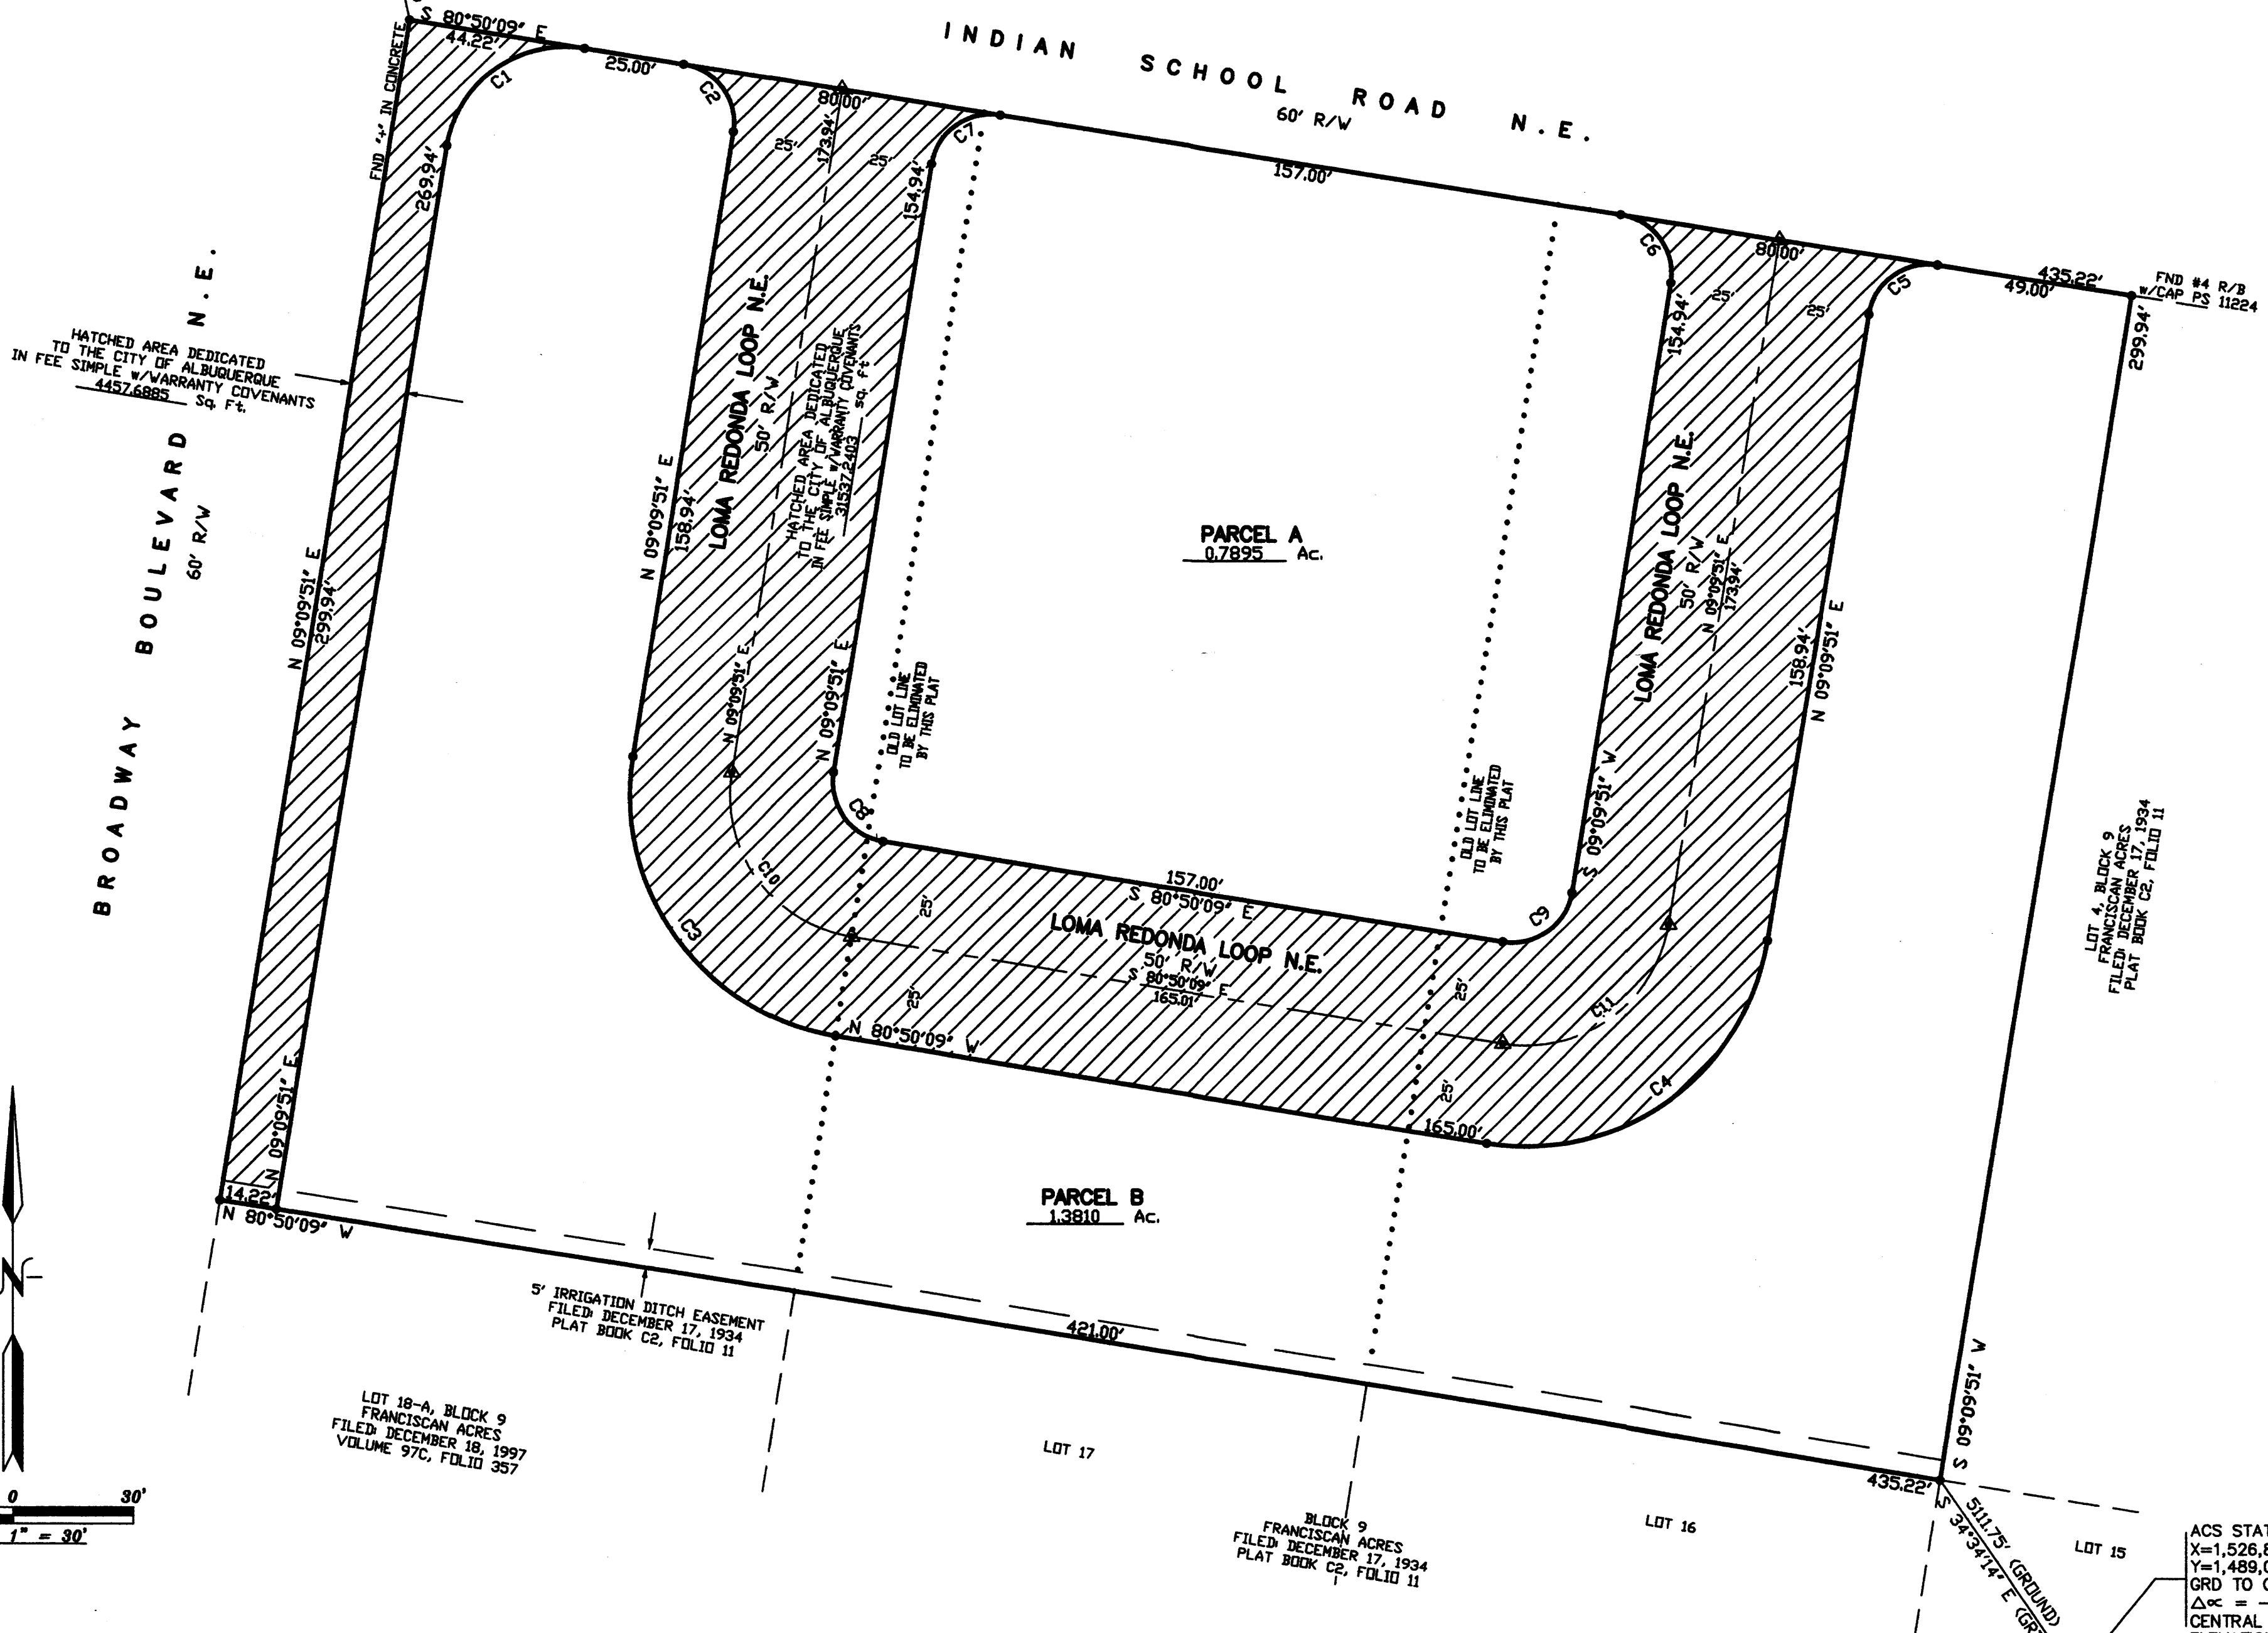 S 80°50'09" E
44.22'
INDIAN SCHOOL ROAD N.E.
60' R/W
25.00'
C1
C2
80.00'
C7
157.00'
C6
80.00'
C5
435.22'
49.00'
FND #4 R/B
w/CAP PS 11224
299.94'
FND "+" IN CONCRETE
269.94'
25'
173.94'
25'
154.94'
154.94'
25'
25'
BROADWAY BOULEVARD N.E.
60' R/W
HATCHED AREA DEDICATED
TO THE CITY OF ALBUQUERQUE
IN FEE SIMPLE w/WARRANTY COVENANTS
4457.6885 Sq. Ft.
N 09°09'51" E
299.94'
N 09°09'51" E
158.94'
LOMA REDONDA LOOP N.E.
50' R/W
HATCHED AREA DEDICATED
TO THE CITY OF ALBUQUERQUE
IN FEE SIMPLE w/WARRANTY COVENANTS
31537.2403 sq. ft
N 09°09'51" E
N 09°09'51" E
OLD LOT LINE
TO BE ELIMINATED
BY THIS PLAT
PARCEL A
0.7895 Ac.
OLD LOT LINE
TO BE ELIMINATED
BY THIS PLAT
LOMA REDONDA LOOP N.E.
50' R/W
N 09°09'51" E
173.94'
S 09°09'51" W
158.94'
N 09°09'51" E
LOT 4, BLOCK 9
FRANCISCAN ACRES
FILED: DECEMBER 17, 1934
PLAT BOOK C2, FOLIO 11
C8
C10
C3
157.00'
S 80°50'09" E
C9
25'
LOMA REDONDA LOOP N.E.
50' R/W
S 80°50'09" E
165.01'
25'
25'
25'
C11
C4
N 80°50'09" W
165.00'
N 09°09'51" E
14.22'
N 80°50'09" W
PARCEL B
1.3810 Ac.
5' IRRIGATION DITCH EASEMENT
FILED: DECEMBER 17, 1934
PLAT BOOK C2, FOLIO 11
421.00'
S 09°09'51" W
435.22'
LOT 18-A, BLOCK 9
FRANCISCAN ACRES
FILED: DECEMBER 18, 1997
VOLUME 97C, FOLIO 357
LOT 17
BLOCK 9
FRANCISCAN ACRES
FILED: DECEMBER 17, 1934
PLAT BOOK C2, FOLIO 11
LOT 16
LOT 15
5111.75' (GROUND)
S 34°34'14" E
N
0 30'
1" = 30'
X=1,526,8
Y=1,489,0
GRD TO
Δ∝ = -
CENTRAL